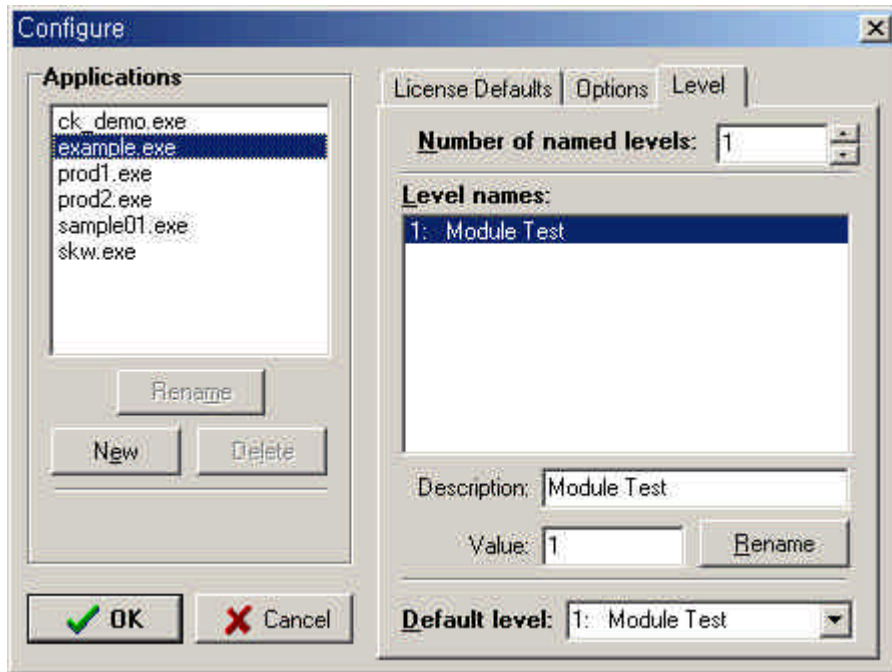 Configure
Applications
ck_demo.exe
example.exe
prod1.exe
prod2.exe
sample01.exe
skw.exe
Rename
New
Delete
OK
Cancel
License Defaults
Options
Level
Number of named levels: 1
Level names:
1: Module Test
Description: Module Test
Value: 1
Rename
Default level: 1: Module Test